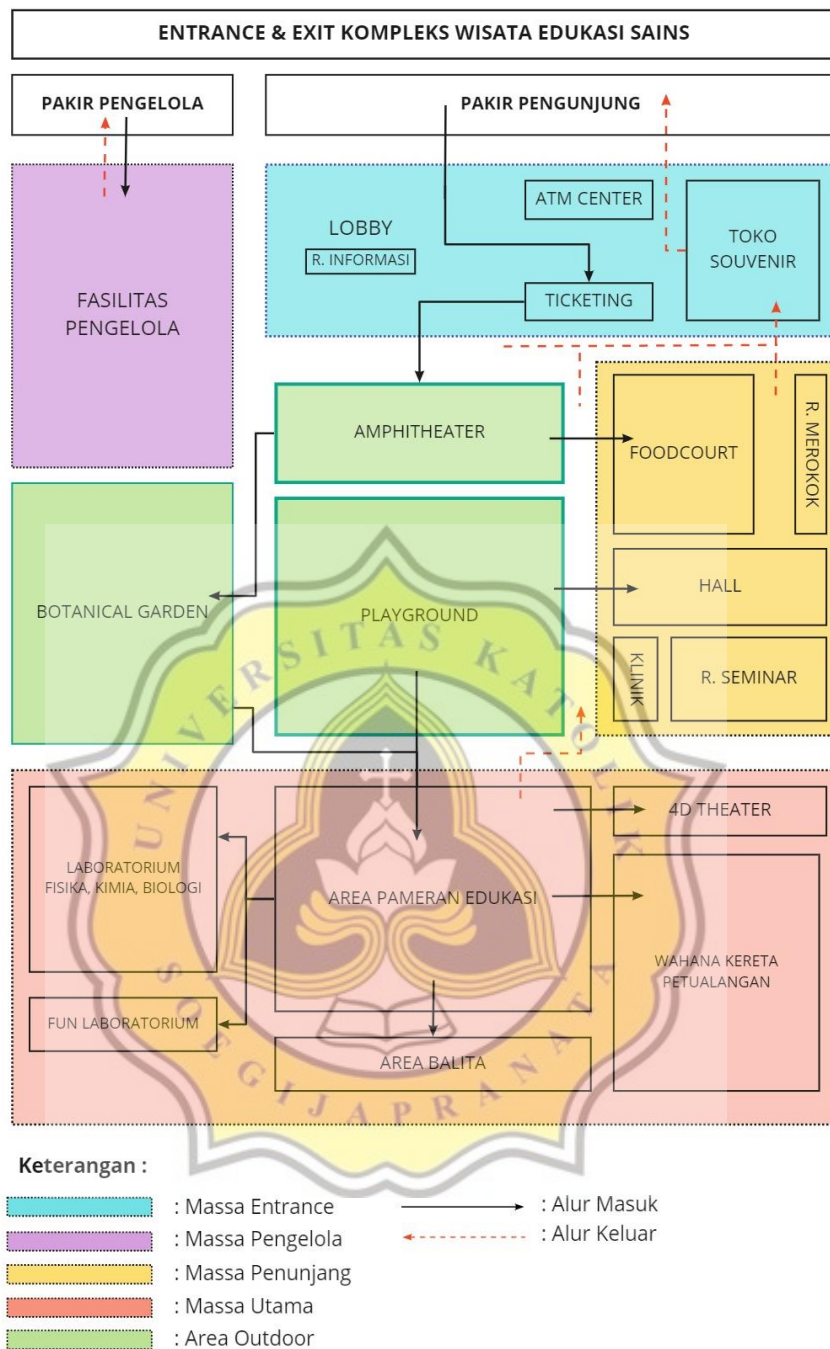 ENTRANCE & EXIT KOMPLEKS WISATA EDUKASI SAINS
PAKIR PENGELOLA
PAKIR PENGUNJUNG
FASILITAS
PENGELOLA
LOBBY
R. INFORMASI
ATM CENTER
TICKETING
TOKO
SOUVENIR
AMPHITHEATER
FOODCOURT
R. MEROKOK
BOTANICAL GARDEN
PLAYGROUND
HALL
KLINIK
R. SEMINAR
LABORATORIUM
FISIKA, KIMIA, BIOLOGI
FUN LABORATORIUM
AREA PAMERAN EDUKASI
AREA BALITA
4D THEATER
WAHANA KERETA
PETUALANGAN
UNIVERSITAS KATOLIK
SOEGIJAPRANATA
Keterangan :
: Massa Entrance
: Massa Pengelola
: Massa Penunjang
: Massa Utama
: Area Outdoor
: Alur Masuk
: Alur Keluar